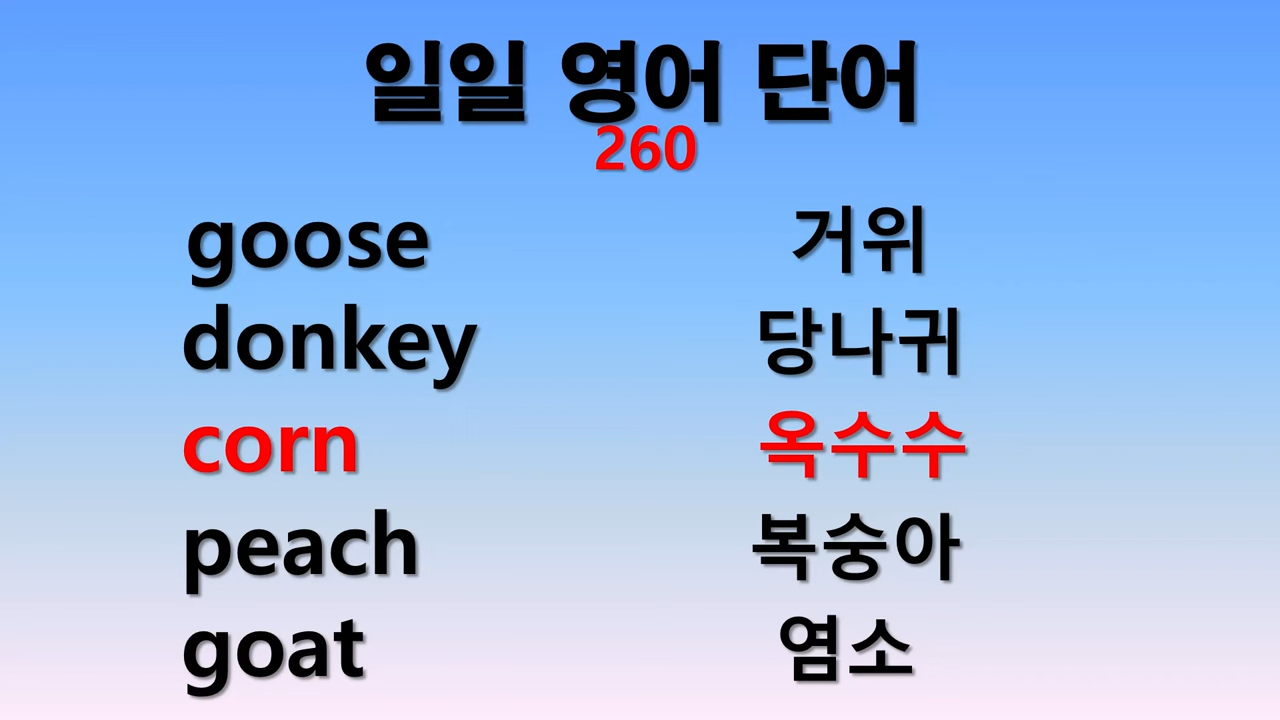 일일 영어 단어
260
goose 거위
donkey 당나귀
corn 옥수수
peach 복숭아
goat 염소